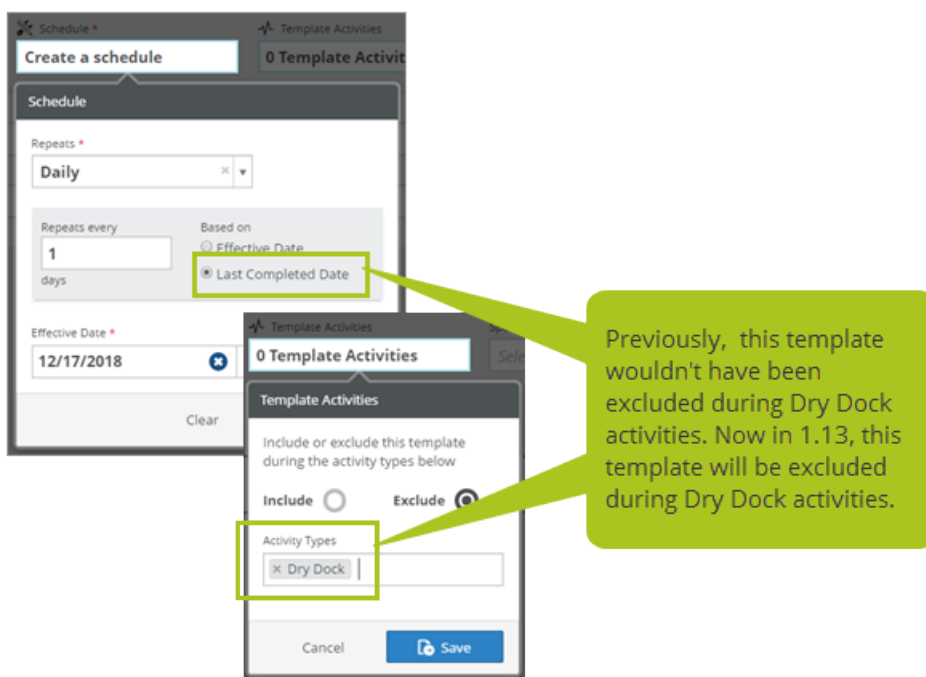 Schedule *
Template Activities
Create a schedule
0 Template Activit
Schedule
Repeats *
Daily
Repeats every
Based on
1
Effective Date
days
Last Completed Date
Effective Date *
12/17/2018
Clear
Template Activities
Sp
0 Template Activities
Sele
Template Activities
Include or exclude this template
during the activity types below
Include
Exclude
Activity Types
× Dry Dock
Cancel
Save
Previously, this template
wouldn't have been
excluded during Dry Dock
activities. Now in 1.13, this
template will be excluded
during Dry Dock activities.